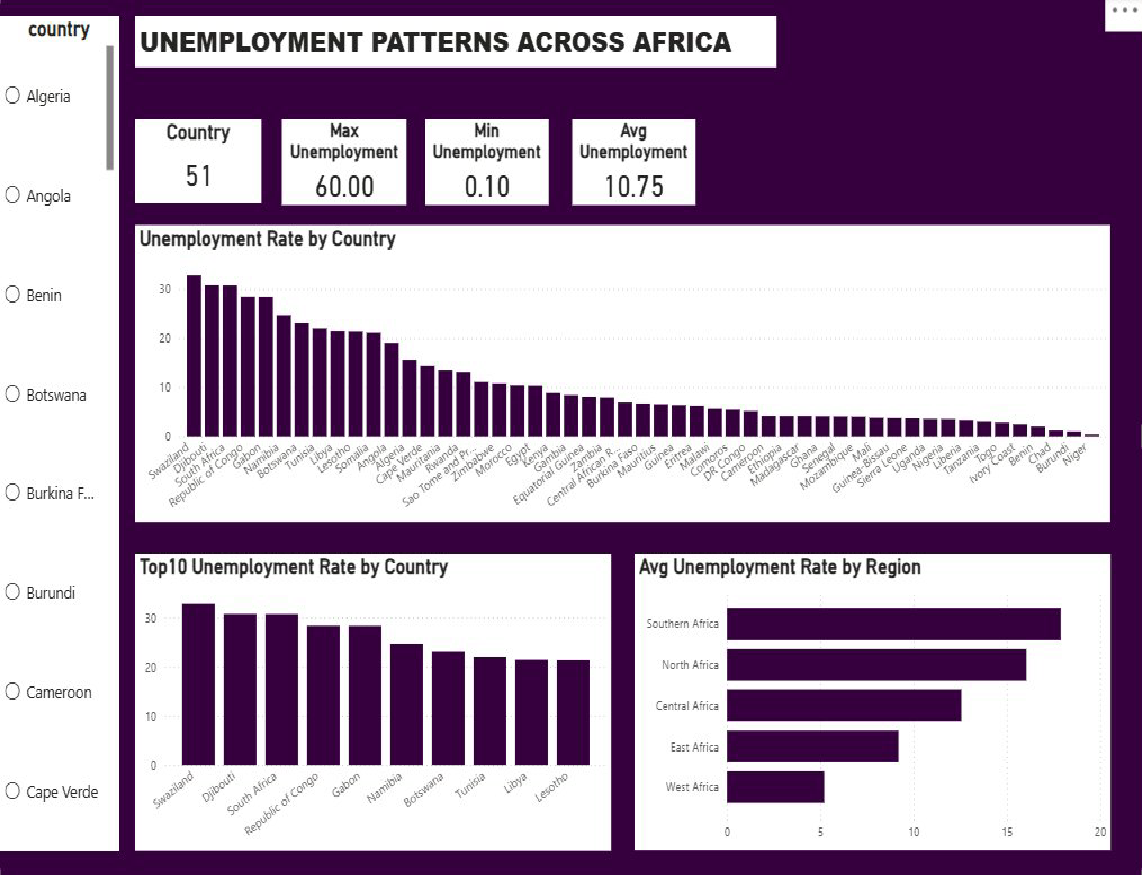 country
Algeria
Angola
Benin
Botswana
Burkina F...
Burundi
Cameroon
Cape Verde
UNEMPLOYMENT PATTERNS ACROSS AFRICA
Country
51
Max
Unemployment
60.00
Min
Unemployment
0.10
Avg
Unemployment
10.75
Unemployment Rate by Country
30
20
10
0
Swaziland
Djibouti
South Africa
Republic of Congo
Gabon
Namibia
Botswana
Tunisia
Libya
Lesotho
Somalia
Angola
Algeria
Cape Verde
Mauritania
Rwanda
Sao Tome and Pr...
Zimbabwe
Morocco
Egypt
Kenya
Gambia
Equatorial Guinea
Zambia
Central African R...
Burkina Faso
Mauritius
Guinea
Eritrea
Malawi
Comoros
DR Congo
Cameroon
Ethiopia
Madagascar
Ghana
Senegal
Mozambique
Mali
Guinea-Bissau
Sierra Leone
Uganda
Nigeria
Liberia
Tanzania
Togo
Ivory Coast
Benin
Chad
Burundi
Niger
Top10 Unemployment Rate by Country
30
20
10
0
Swaziland
Djibouti
South Africa
Republic of Congo
Gabon
Namibia
Botswana
Tunisia
Libya
Lesotho
Avg Unemployment Rate by Region
Southern Africa
North Africa
Central Africa
East Africa
West Africa
0
5
10
15
20